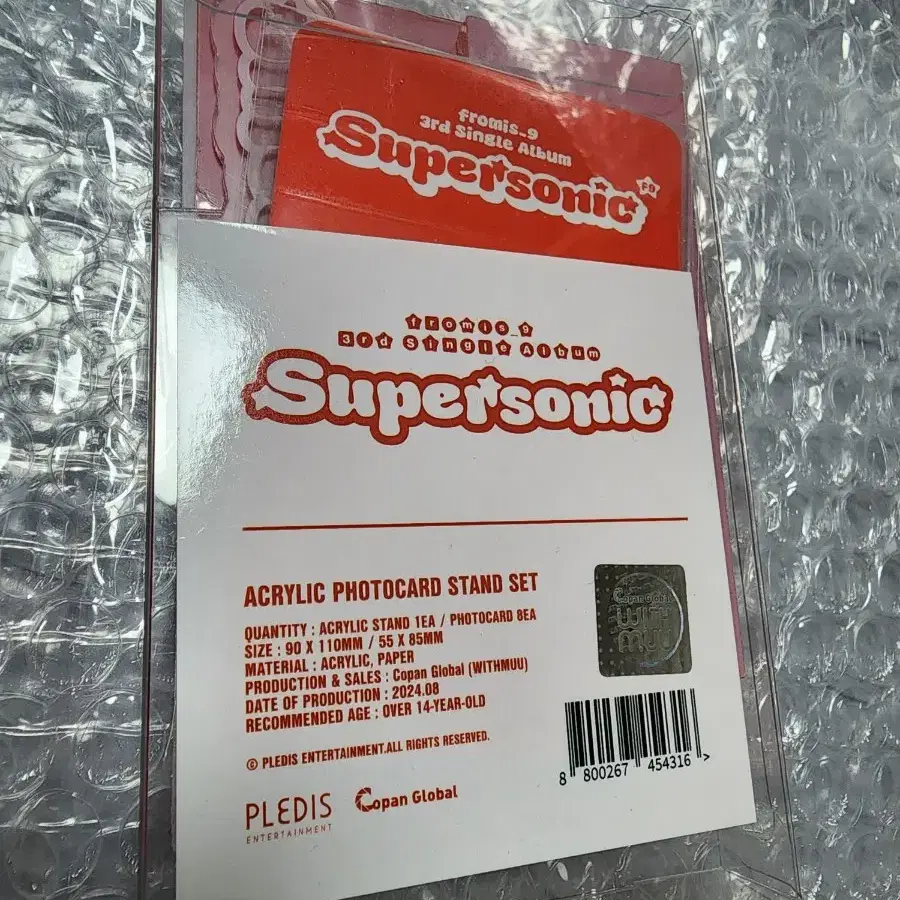 fromis_9
3rd Single Album
Supersonic
f9
fromis_9
3rd Single Album
Supersonic
ACRYLIC PHOTOCARD STAND SET
QUANTITY : ACRYLIC STAND 1EA / PHOTOCARD 8EA
SIZE : 90 X 110MM / 55 X 85MM
MATERIAL : ACRYLIC, PAPER
PRODUCTION & SALES : Copan Global (WITHMUU)
DATE OF PRODUCTION : 2024.08
RECOMMENDED AGE : OVER 14-YEAR-OLD
© PLEDIS ENTERTAINMENT.ALL RIGHTS RESERVED.
PLEDIS
ENTERTAINMENT
Copan Global
Copan Global
WITH
MUU
8 800267 454316 >